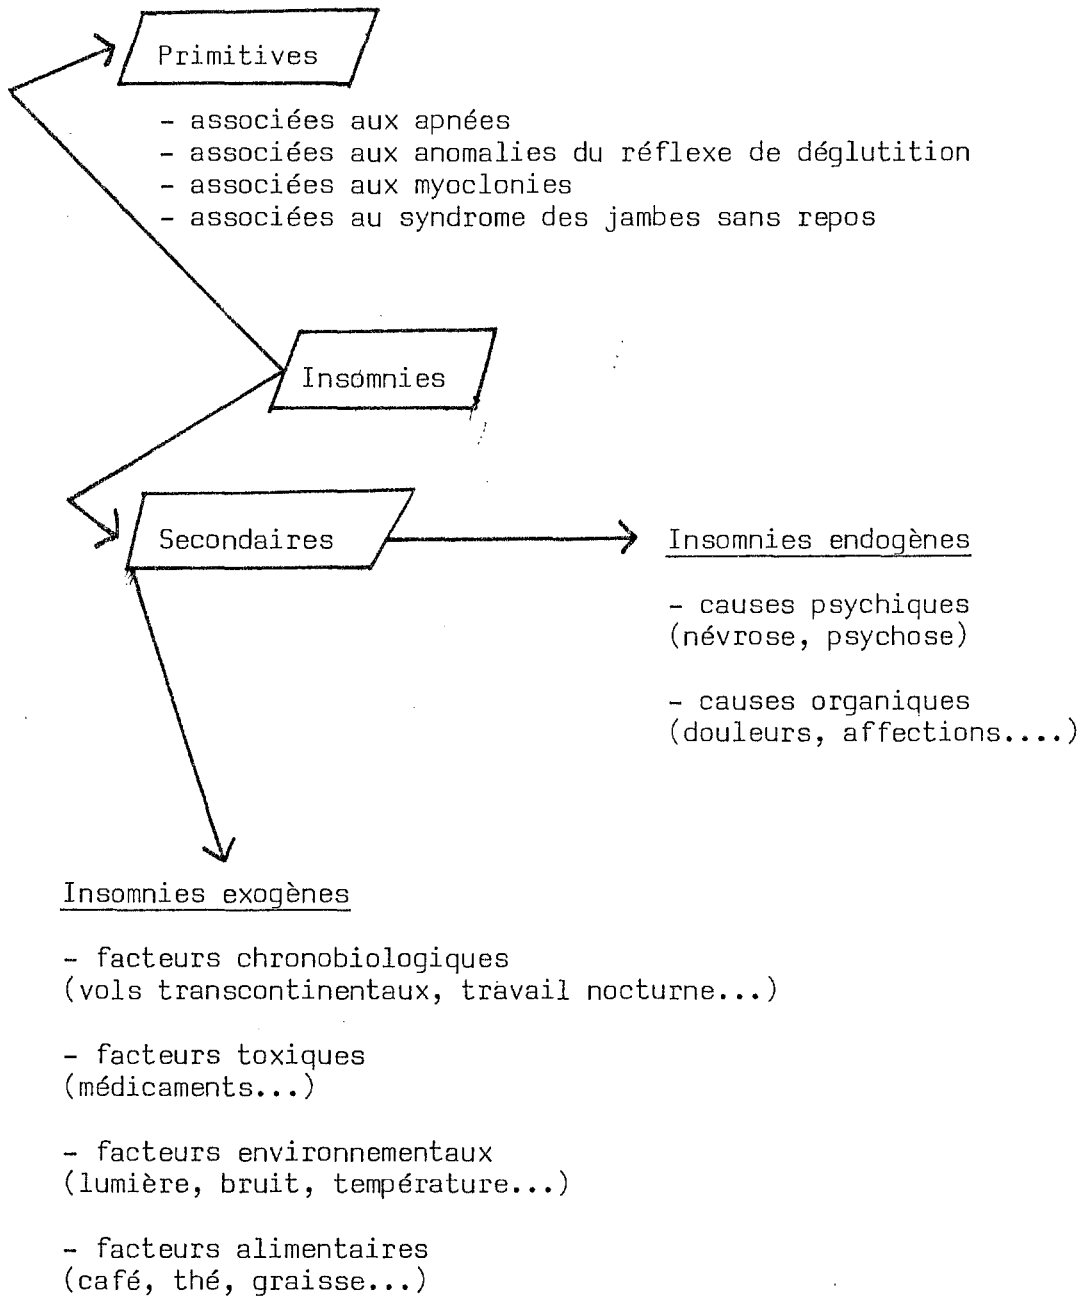 Primitives
- associées aux apnées
- associées aux anomalies du réflexe de déglutition
- associées aux myoclonies
- associées au syndrome des jambes sans repos
Insomnies
Secondaires
Insomnies endogènes
- causes psychiques
(névrose, psychose)
- causes organiques
(douleurs, affections....)
Insomnies exogènes
- facteurs chronobiologiques
(vols transcontinentaux, travail nocturne...)
- facteurs toxiques
(médicaments...)
- facteurs environnementaux
(lumière, bruit, température...)
- facteurs alimentaires
(café, thé, graisse...)